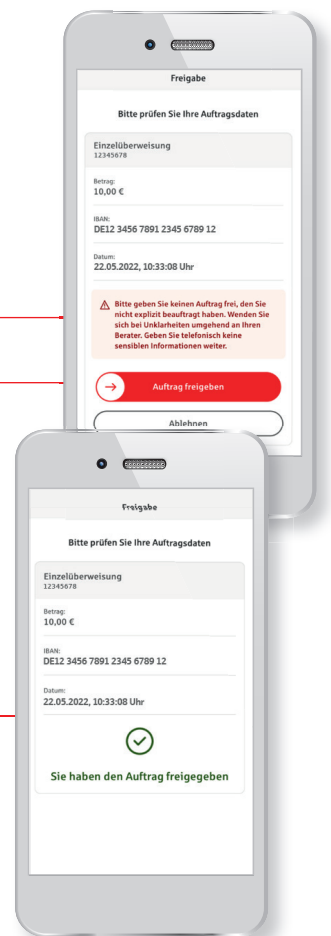 Freigabe
Bitte prüfen Sie Ihre Auftragsdaten
Einzelüberweisung
12345678
Betrag:
10,00 €
IBAN:
DE12 3456 7891 2345 6789 12
Datum:
22.05.2022, 10:33:08 Uhr
Bitte geben Sie keinen Auftrag frei, den Sie
nicht explizit beauftragt haben. Wenden Sie
sich bei Unklarheiten umgehend an Ihren
Berater. Geben Sie telefonisch keine
sensiblen Informationen weiter.
Auftrag freigeben
Ablehnen
Freigabe
Bitte prüfen Sie Ihre Auftragsdaten
Einzelüberweisung
12345678
Betrag:
10,00 €
IBAN:
DE12 3456 7891 2345 6789 12
Datum:
22.05.2022, 10:33:08 Uhr
Sie haben den Auftrag freigegeben